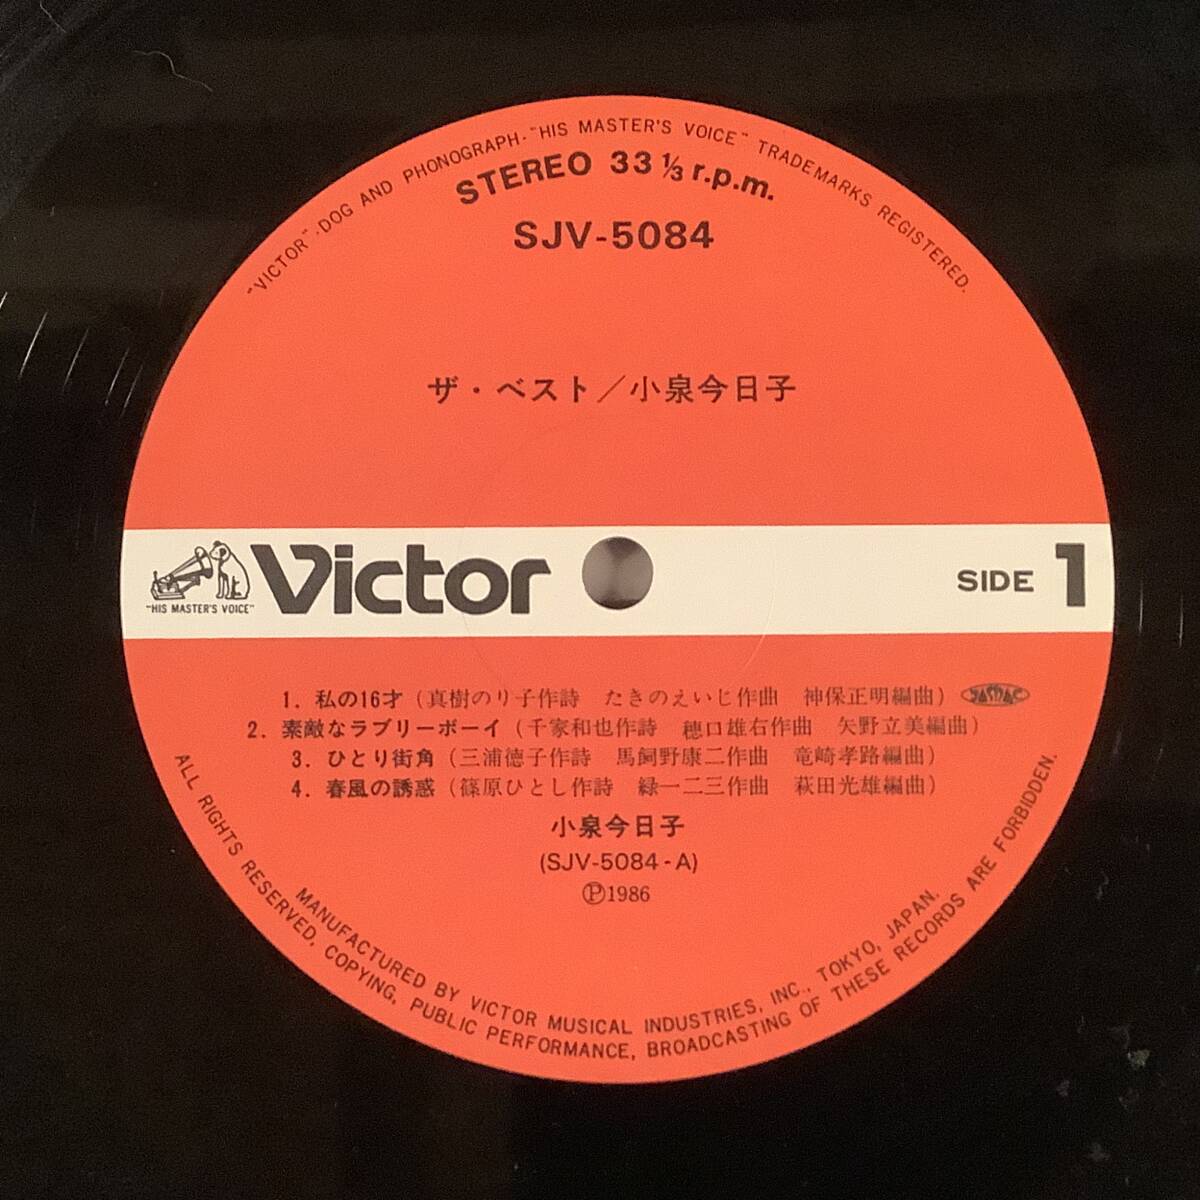 "VICTOR"·DOG AND PHONOGRAPH·"HIS MASTER'S VOICE" TRADEMARKS REGISTERED.
STEREO 33 ⅓ r.p.m.
SJV-5084
ザ・ベスト/小泉今日子
"HIS MASTER'S VOICE"
Victor
SIDE 1
1. 私の16才(真樹のり子作詩 たきのえいじ作曲 神保正明編曲) JASRAC
2. 素敵なラブリーボーイ(千家和也作詩 穂口雄右作曲 矢野立美編曲)
3. ひとり街角(三浦徳子作詩 馬飼野康二作曲 竜崎孝路編曲)
4. 春風の誘惑(篠原ひとし作詩 緑一二三作曲 萩田光雄編曲)
小泉今日子
(SJV-5084-A)
Ⓟ1986
MANUFACTURED BY VICTOR MUSICAL INDUSTRIES, INC., TOKYO, JAPAN.
ALL RIGHTS RESERVED, COPYING, PUBLIC PERFORMANCE, BROADCASTING OF THESE RECORDS ARE FORBIDDEN.